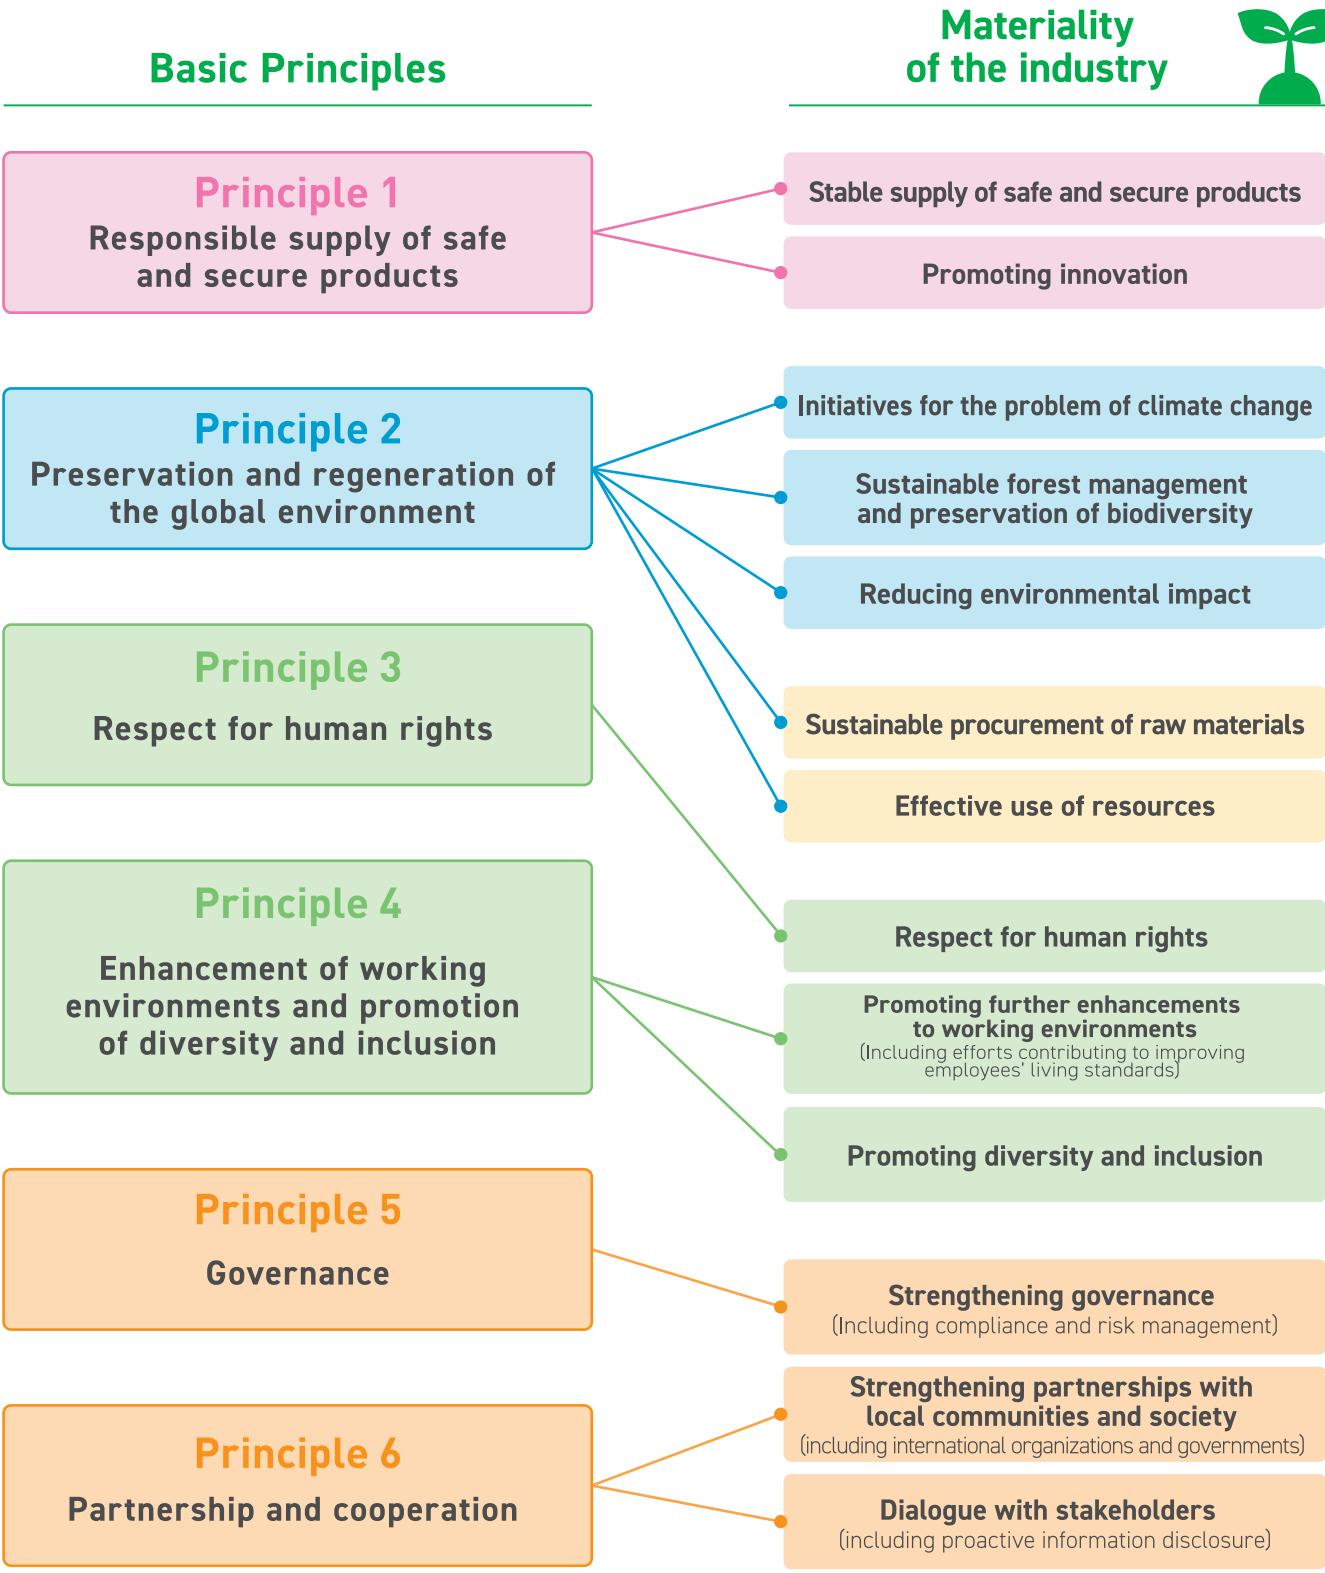 Basic Principles
Materiality
of the industry
Principle 1
Responsible supply of safe
and secure products
Stable supply of safe and secure products
Promoting innovation
Principle 2
Preservation and regeneration of
the global environment
Initiatives for the problem of climate change
Sustainable forest management
and preservation of biodiversity
Reducing environmental impact
Sustainable procurement of raw materials
Effective use of resources
Principle 3
Respect for human rights
Respect for human rights
Principle 4
Enhancement of working
environments and promotion
of diversity and inclusion
Promoting further enhancements
to working environments
(Including efforts contributing to improving
employees' living standards)
Promoting diversity and inclusion
Principle 5
Governance
Strengthening governance
(Including compliance and risk management)
Principle 6
Partnership and cooperation
Strengthening partnerships with
local communities and society
(including international organizations and governments)
Dialogue with stakeholders
(including proactive information disclosure)